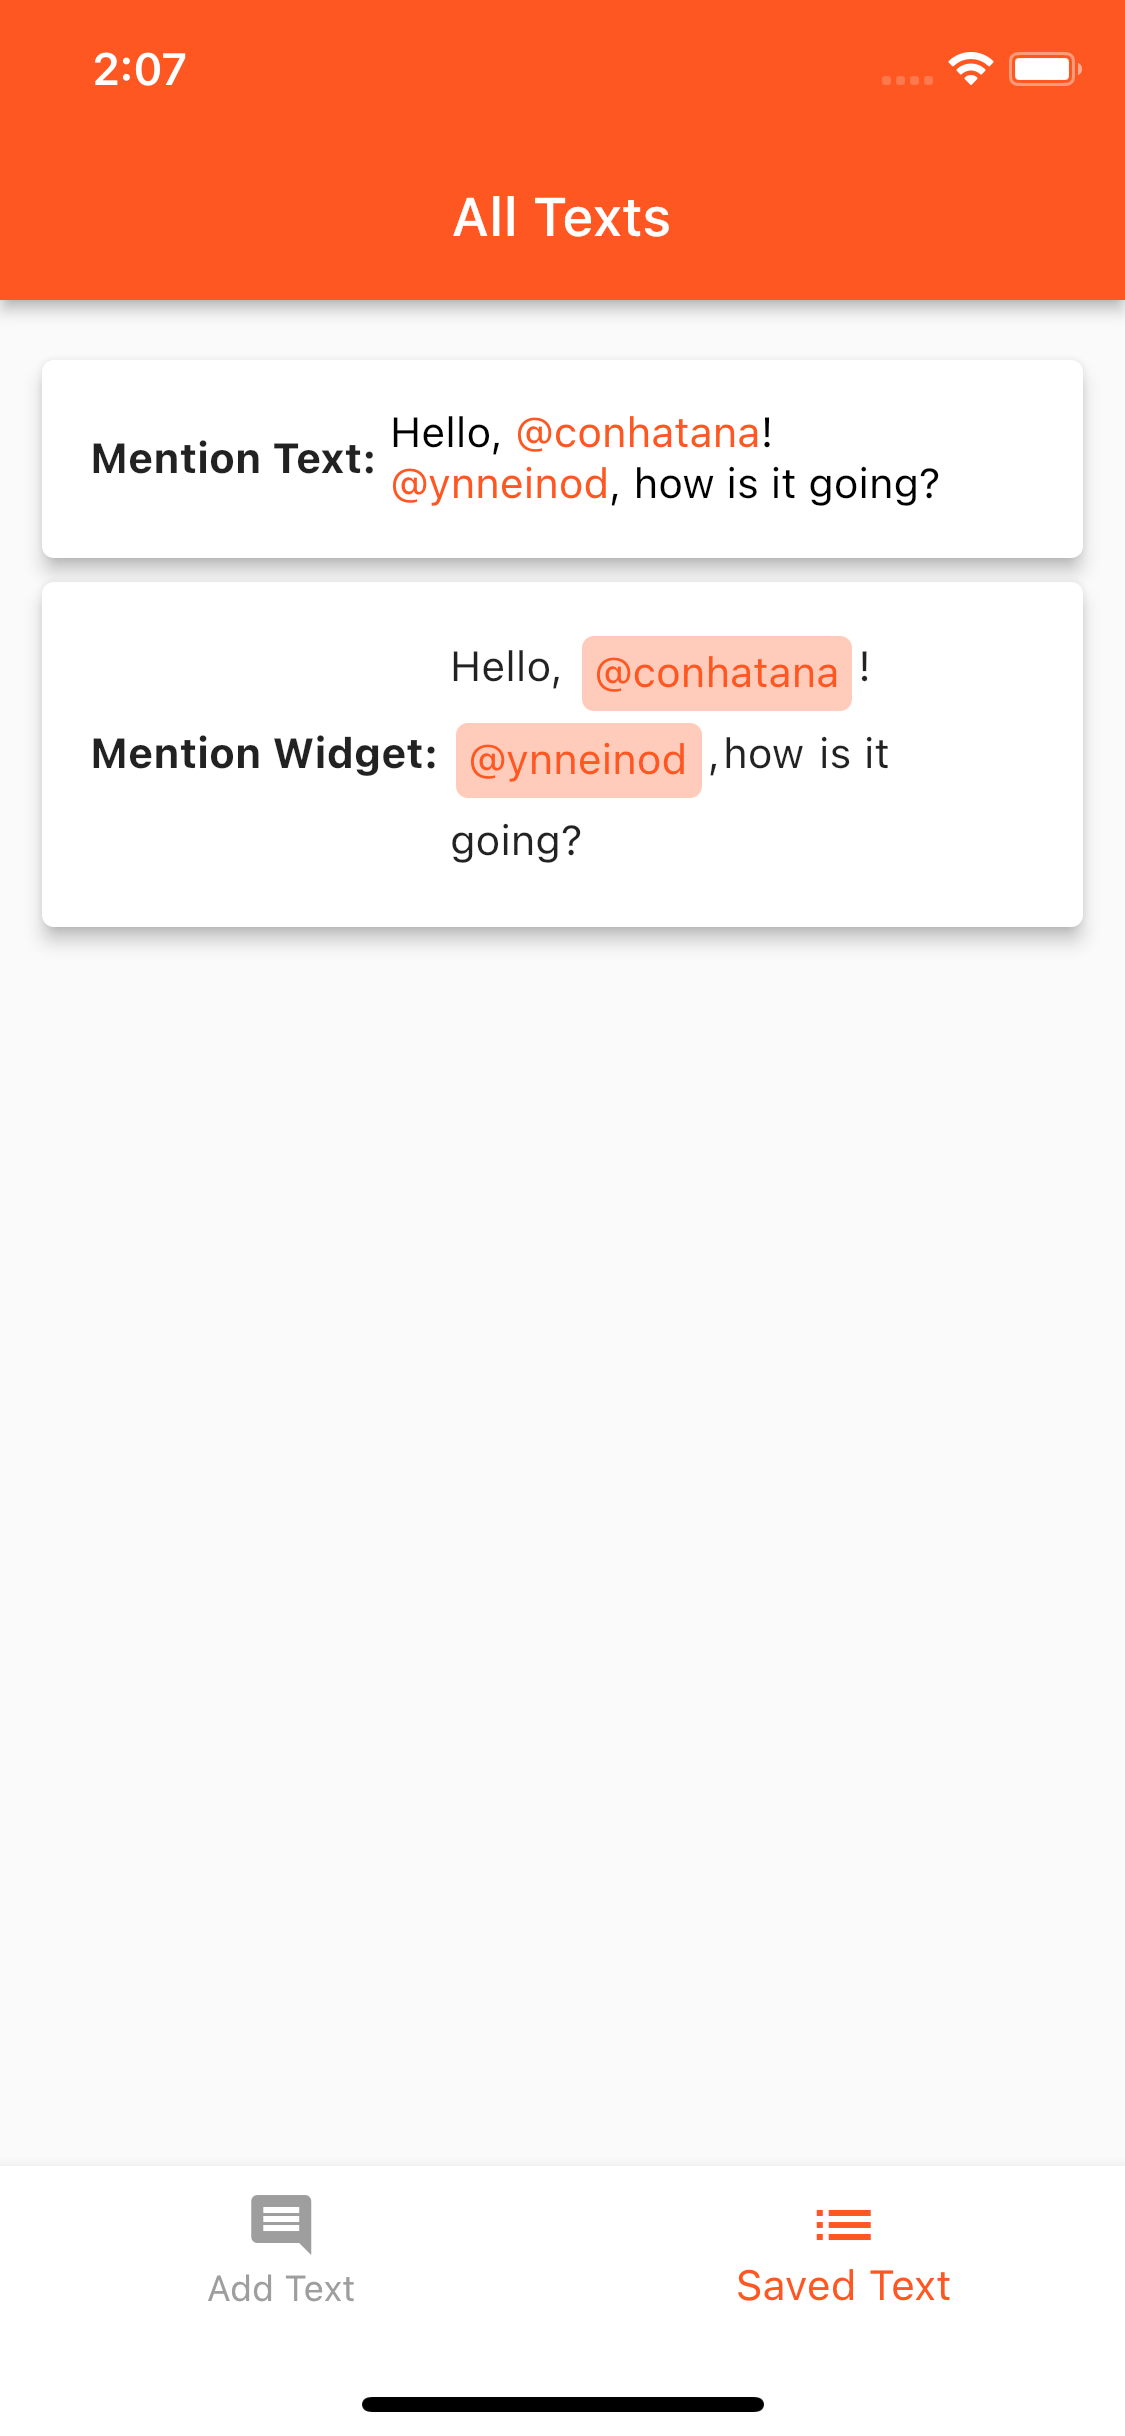 2:07
All Texts
Mention Text: Hello, @conhatana!
@ynneinod, how is it going?
Hello, @conhatana !
Mention Widget: @ynneinod ,how is it
going?
Add Text
Saved Text